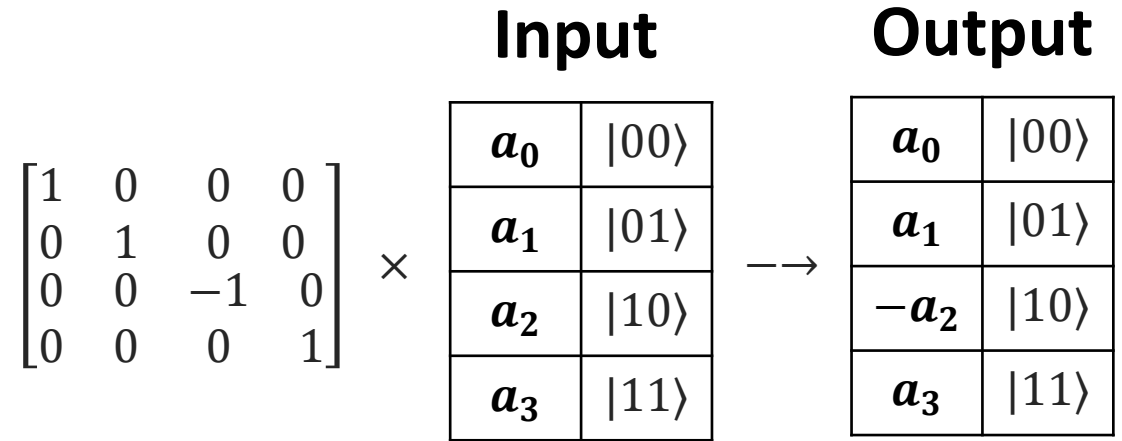 Input Output
[1 0 0 0]
[0 1 0 0]
[0 0 −1 0]
[0 0 0 1]
×
a₀ |00⟩
a₁ |01⟩
a₂ |10⟩
a₃ |11⟩
−→
a₀ |00⟩
a₁ |01⟩
−a₂ |10⟩
a₃ |11⟩